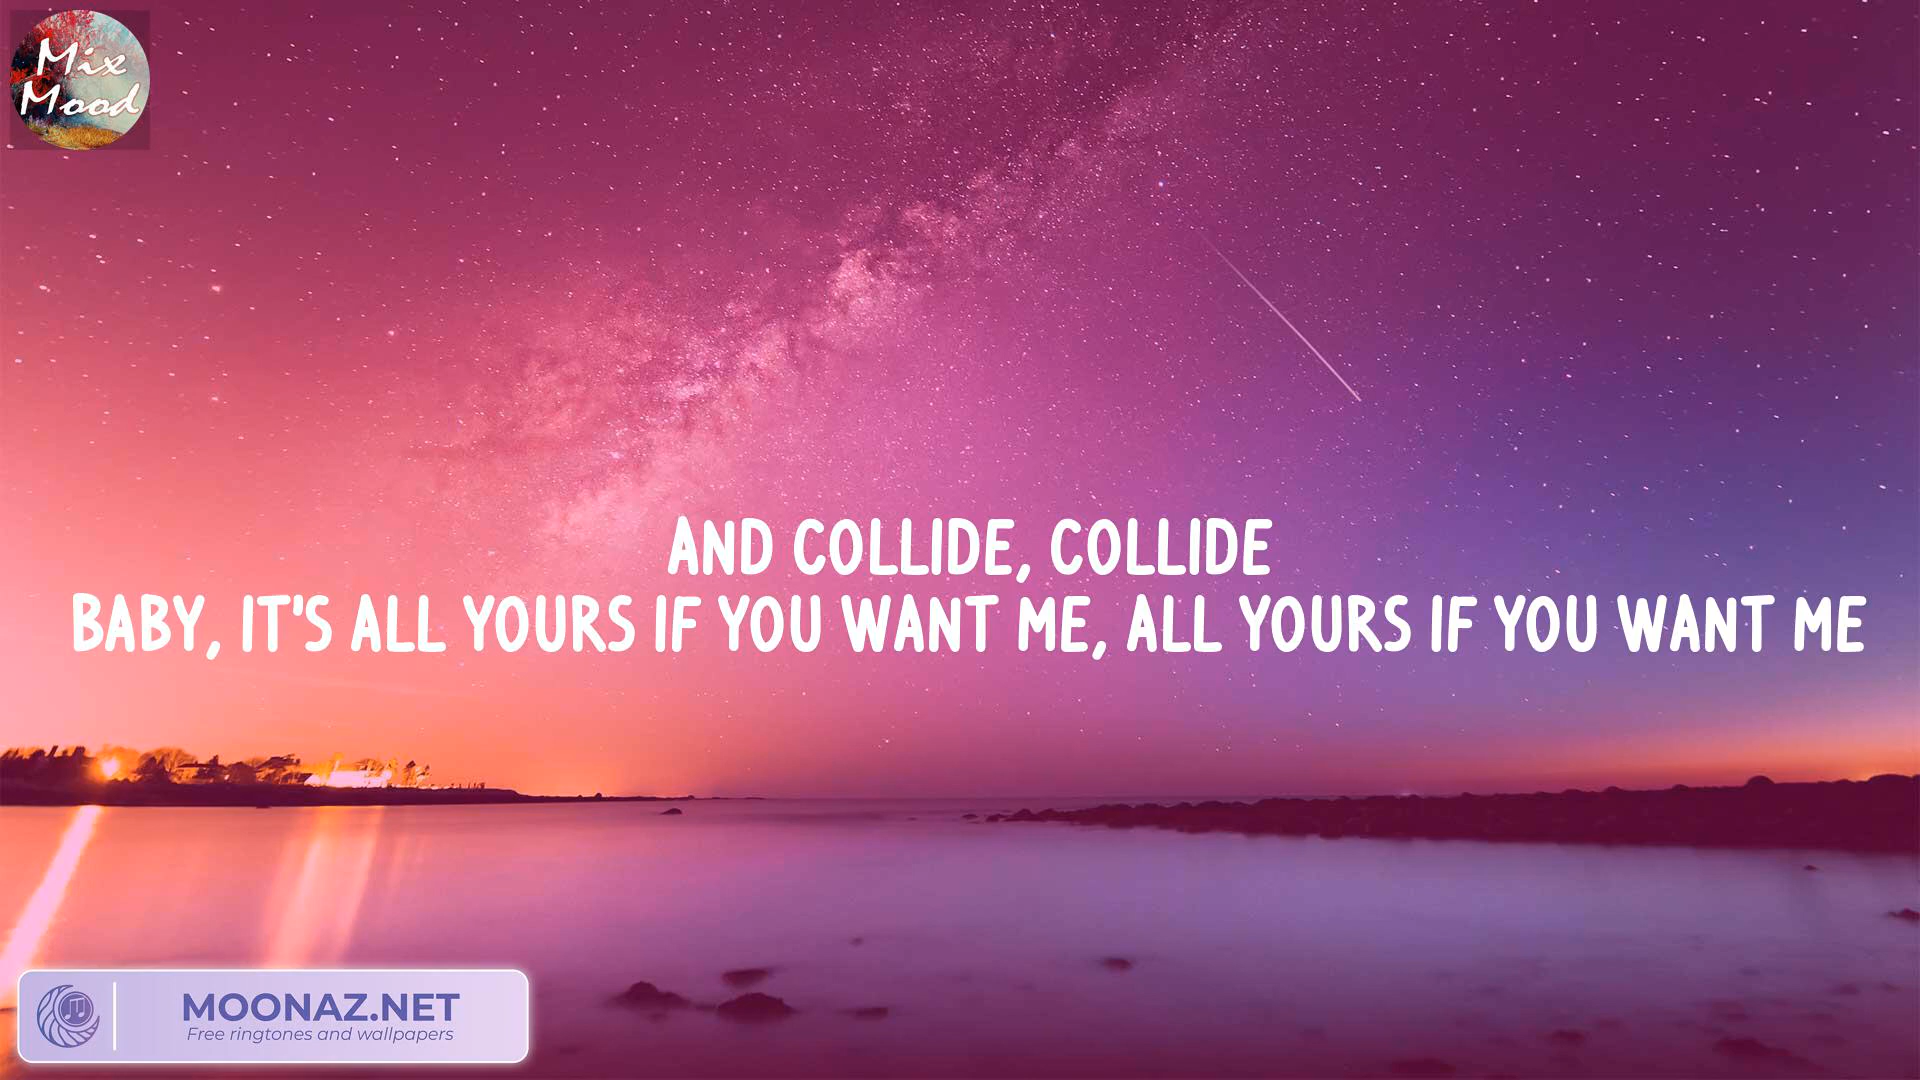 Mix
Mood
AND COLLIDE, COLLIDE
BABY, IT'S ALL YOURS IF YOU WANT ME, ALL YOURS IF YOU WANT ME
MOONAZ.NET
Free ringtones and wallpapers